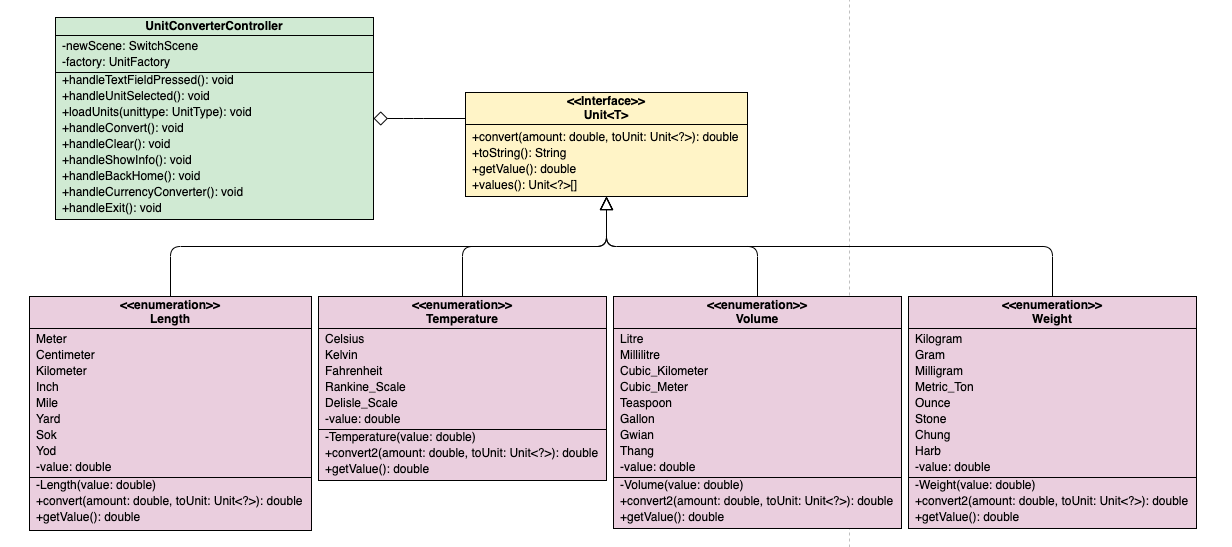 UnitConverterController
-newScene: SwitchScene
-factory: UnitFactory
+handleTextFieldPressed(): void
+handleUnitSelected(): void
+loadUnits(unittype: UnitType): void
+handleConvert(): void
+handleClear(): void
+handleShowInfo(): void
+handleBackHome(): void
+handleCurrencyConverter(): void
+handleExit(): void
<<Interface>>
Unit<T>
+convert(amount: double, toUnit: Unit<?>): double
+toString(): String
+getValue(): double
+values(): Unit<?>[]
<<enumeration>>
Length
Meter
Centimeter
Kilometer
Inch
Mile
Yard
Sok
Yod
-value: double
-Length(value: double)
+convert(amount: double, toUnit: Unit<?>): double
+getValue(): double
<<enumeration>>
Temperature
Celsius
Kelvin
Fahrenheit
Rankine_Scale
Delisle_Scale
-value: double
-Temperature(value: double)
+convert2(amount: double, toUnit: Unit<?>): double
+getValue(): double
<<enumeration>>
Volume
Litre
Millilitre
Cubic_Kilometer
Cubic_Meter
Teaspoon
Gallon
Gwian
Thang
-value: double
-Volume(value: double)
+convert2(amount: double, toUnit: Unit<?>): double
+getValue(): double
<<enumeration>>
Weight
Kilogram
Gram
Milligram
Metric_Ton
Ounce
Stone
Chung
Harb
-value: double
-Weight(value: double)
+convert2(amount: double, toUnit: Unit<?>): double
+getValue(): double